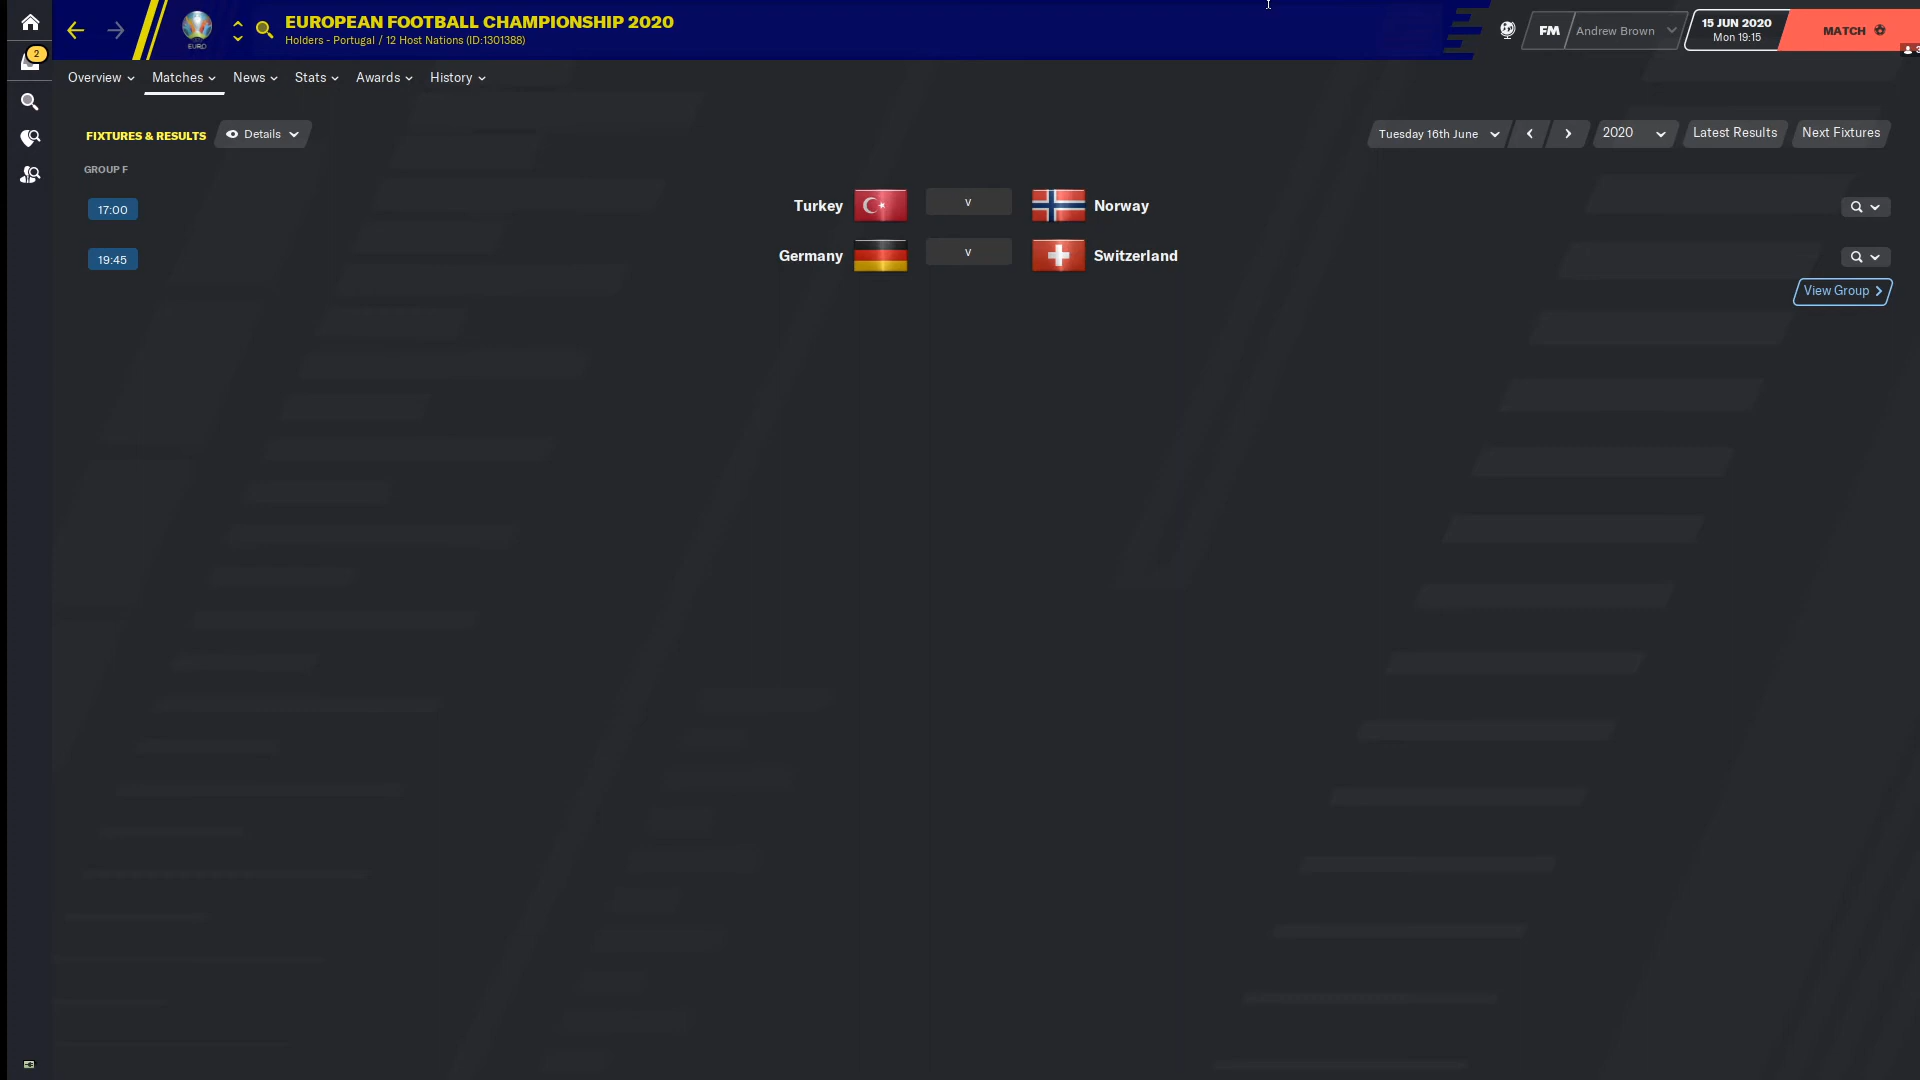 EUROPEAN FOOTBALL CHAMPIONSHIP 2020
Holders - Portugal / 12 Host Nations (ID:1301388)
EURO
FM Andrew Brown
15 JUN 2020
Mon 19:15
MATCH
2
3
Overview Matches News Stats Awards History
FIXTURES & RESULTS Details
Tuesday 16th June 2020 Latest Results Next Fixtures
GROUP F
17:00 Turkey v Norway
19:45 Germany v Switzerland
View Group